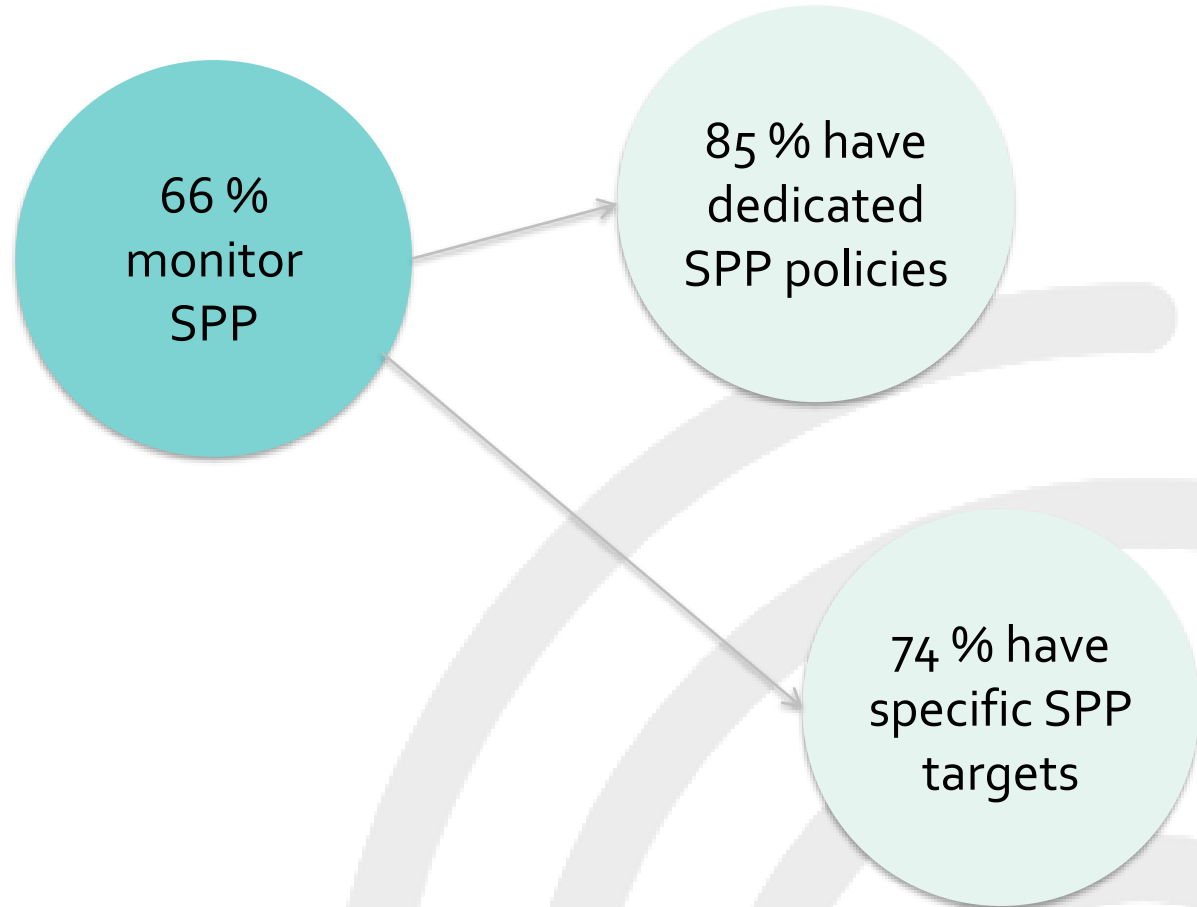 66 %
monitor
SPP
85 % have
dedicated
SPP policies
74 % have
specific SPP
targets